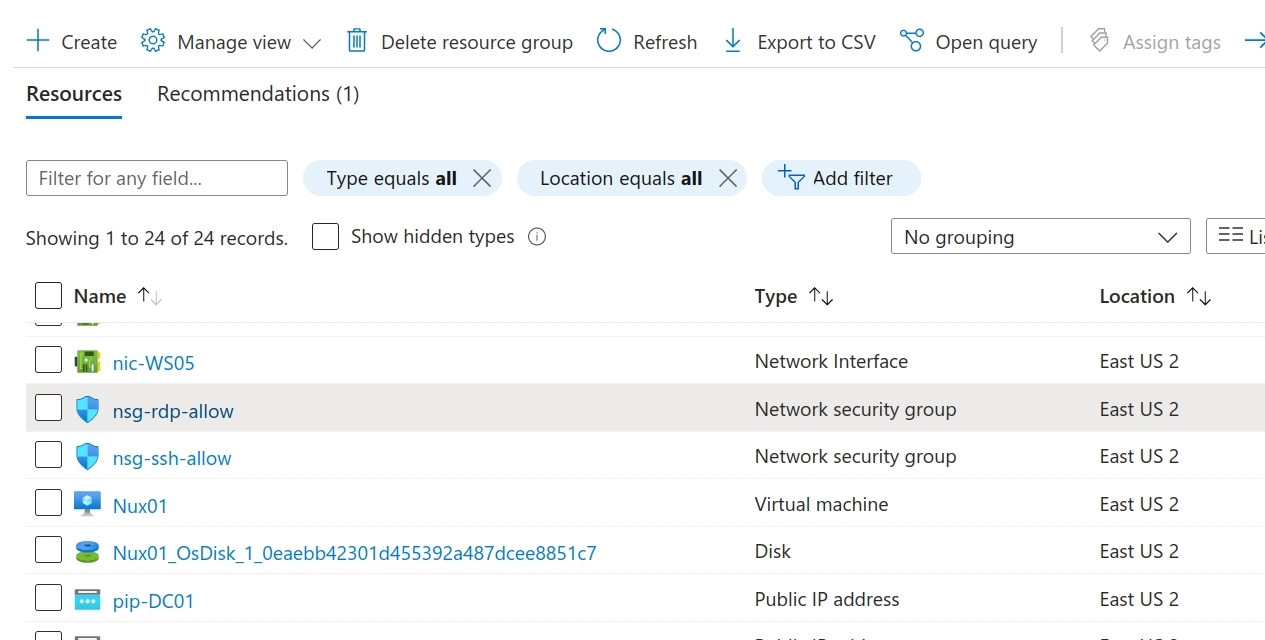 Create Manage view Delete resource group Refresh Export to CSV Open query Assign tags
Resources Recommendations (1)
Filter for any field... Type equals all Location equals all Add filter
Showing 1 to 24 of 24 records. Show hidden types No grouping
Name Type Location
nic-WS05 Network Interface East US 2
nsg-rdp-allow Network security group East US 2
nsg-ssh-allow Network security group East US 2
Nux01 Virtual machine East US 2
Nux01_OsDisk_1_0eaebb42301d455392a487dcee8851c7 Disk East US 2
pip-DC01 Public IP address East US 2